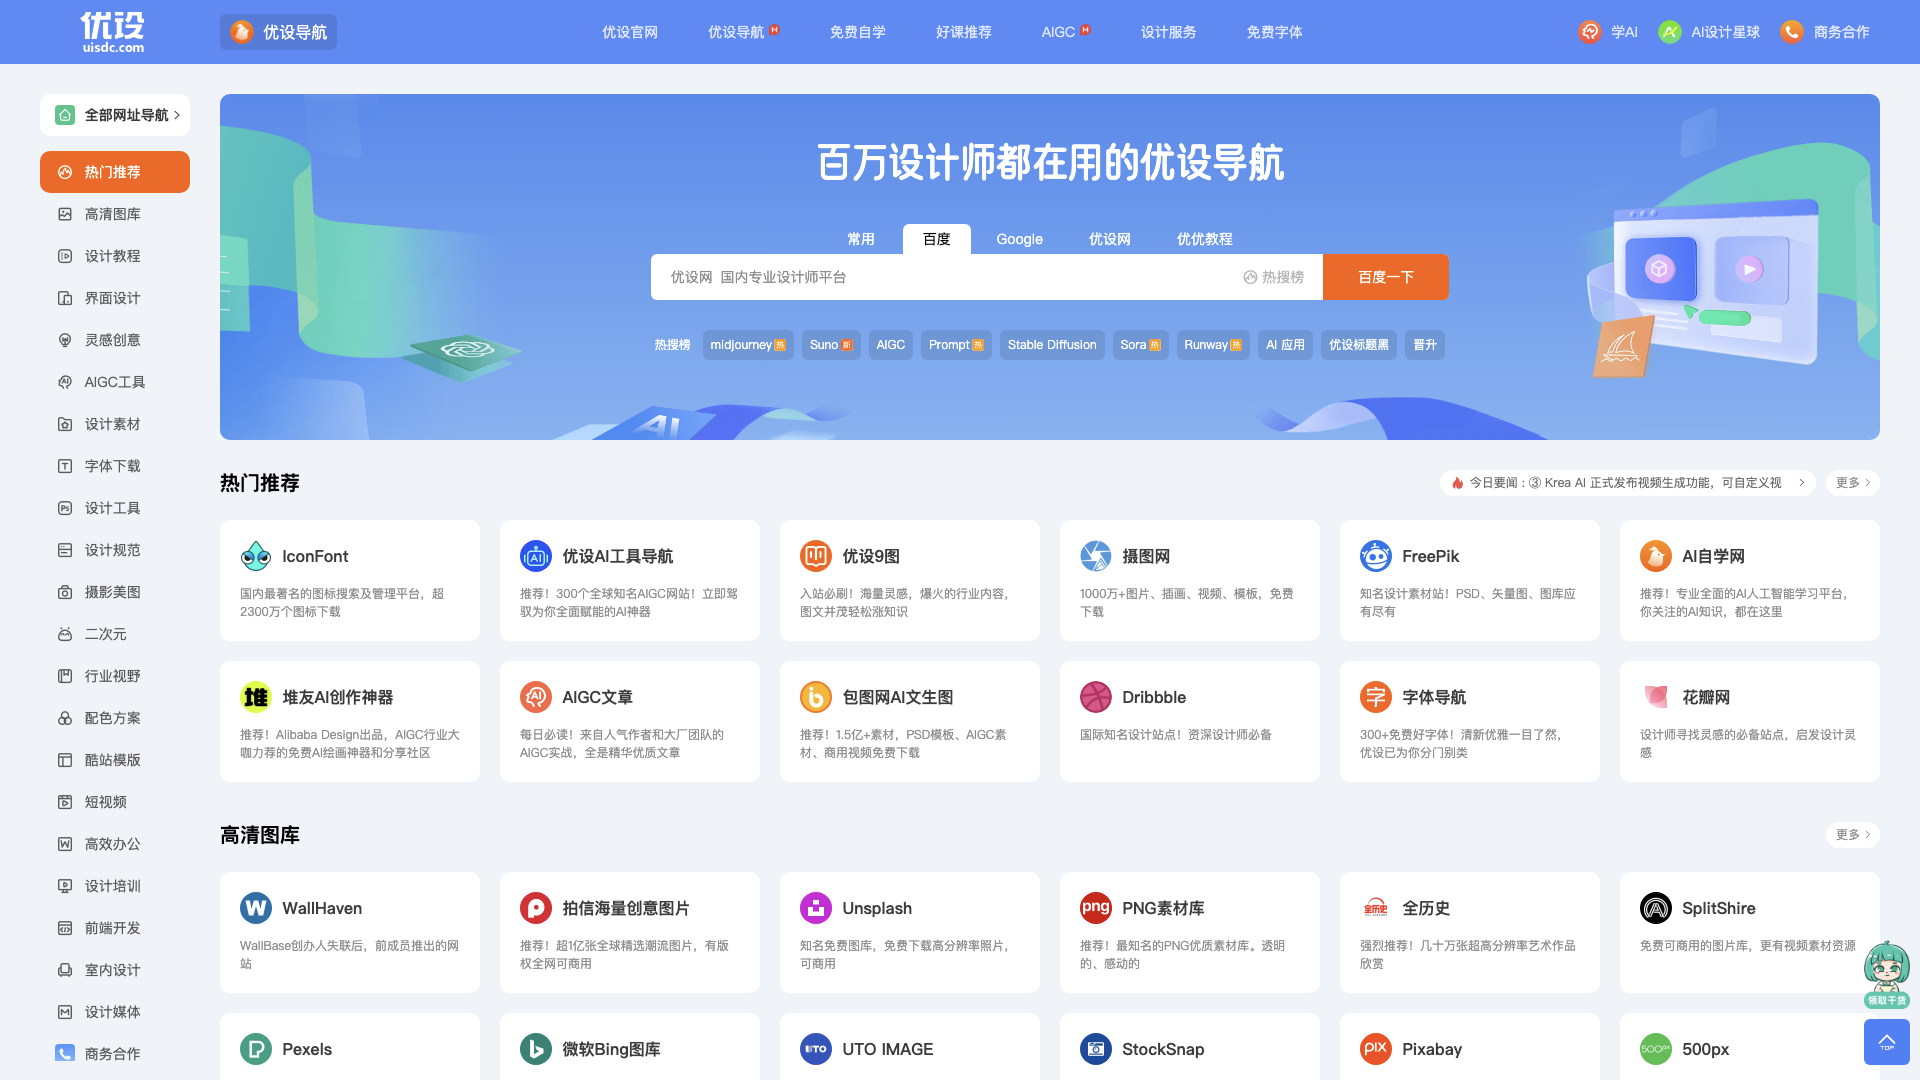 优设
uisdc.com
优设导航
优设官网
优设导航 H
免费自学
好课推荐
AIGC H
设计服务
免费字体
学AI
AI设计星球
商务合作
全部网址导航
热门推荐
高清图库
设计教程
界面设计
灵感创意
AIGC工具
设计素材
字体下载
设计工具
设计规范
摄影美图
二次元
行业视野
配色方案
酷站模版
短视频
高效办公
设计培训
前端开发
室内设计
设计媒体
商务合作
百万设计师都在用的优设导航
常用
百度
Google
优设网
优优教程
优设网 国内专业设计师平台
热搜榜
百度一下
热搜榜
midjourney 热
Suno 新
AIGC
Prompt 热
Stable Diffusion
Sora 热
Runway 热
AI 应用
优设标题黑
晋升
AI
热门推荐
今日要闻：③ Krea AI 正式发布视频生成功能，可自定义视
更多
IconFont
国内最著名的图标搜索及管理平台，超
2300万个图标下载
优设AI工具导航
推荐！300个全球知名AIGC网站！立即驾
驭为你全面赋能的AI神器
优设9图
入站必刷！海量灵感，爆火的行业内容，
图文并茂轻松涨知识
摄图网
1000万+图片、插画、视频、模板，免费
下载
FreePik
知名设计素材站！PSD、矢量图、图库应
有尽有
AI自学网
推荐！专业全面的AI人工智能学习平台，
你关注的AI知识，都在这里
堆
堆友AI创作神器
推荐！Alibaba Design出品，AIGC行业大
咖力荐的免费AI绘画神器和分享社区
AIGC文章
每日必读！来自人气作者和大厂团队的
AIGC实战，全是精华优质文章
包图网AI文生图
推荐！1.5亿+素材，PSD模板、AIGC素
材、商用视频免费下载
Dribbble
国际知名设计站点！资深设计师必备
字
字体导航
300+免费好字体！清新优雅一目了然，
优设已为你分门别类
花瓣网
设计师寻找灵感的必备站点，启发设计灵
感
高清图库
更多
W
WallHaven
WallBase创办人失联后，前成员推出的网
站
拍信海量创意图片
推荐！超1亿张全球精选潮流图片，有版
权全网可商用
Unsplash
知名免费图库，免费下载高分辨率照片，
可商用
png
PNG素材库
推荐！最知名的PNG优质素材库。透明
的、感动的
全历史
全历史
强烈推荐！几十万张超高分辨率艺术作品
欣赏
SplitShire
免费可商用的图片库，更有视频素材资源
领取干货
Pexels
微软Bing图库
UTO
UTO IMAGE
StockSnap
PIX
Pixabay
500px
500px
TOP